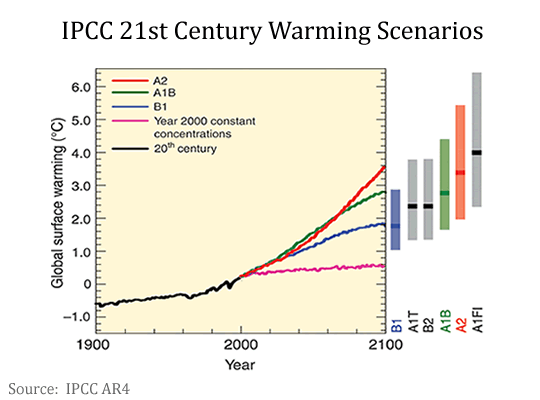 IPCC 21st Century Warming Scenarios
6.0
5.0
4.0
3.0
2.0
1.0
0
−1.0
Global surface warming (°C)
A2
A1B
B1
Year 2000 constant
concentrations
20th century
1900
2000
2100
Year
B1
A1T
B2
A1B
A2
A1FI
Source: IPCC AR4